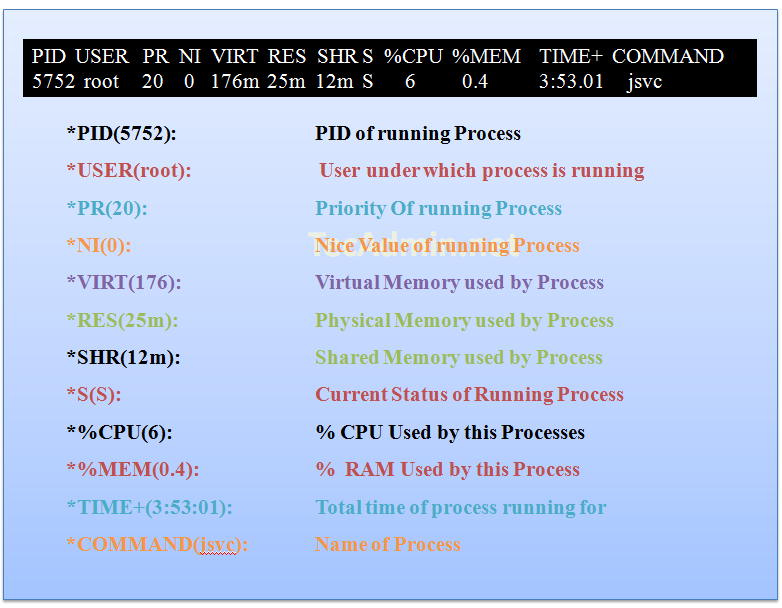 PID USER PR NI VIRT RES SHR S %CPU %MEM TIME+ COMMAND
5752 root 20 0 176m 25m 12m S 6 0.4 3:53.01 jsvc
*PID(5752): PID of running Process
*USER(root): User under which process is running
*PR(20): Priority Of running Process
*NI(0): Nice Value of running Process
TecAdmin.net
*VIRT(176): Virtual Memory used by Process
*RES(25m): Physical Memory used by Process
*SHR(12m): Shared Memory used by Process
*S(S): Current Status of Running Process
*%CPU(6): % CPU Used by this Processes
*%MEM(0.4): % RAM Used by this Process
*TIME+(3:53:01): Total time of process running for
*COMMAND(jsvc): Name of Process